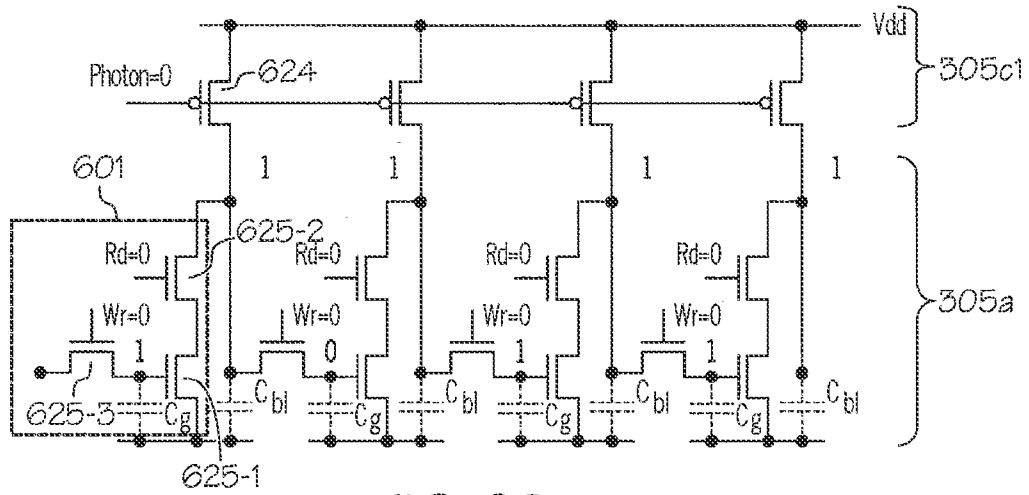 Vdd
305c1
Photon=0
624
1 1 1 1
601
625-2
Rd=0 Rd=0 Rd=0 Rd=0
305a
Wr=0 Wr=0 Wr=0 Wr=0
1 0 1 1
625-3
Cg Cbl Cg Cbl Cg Cbl Cg Cbl
625-1